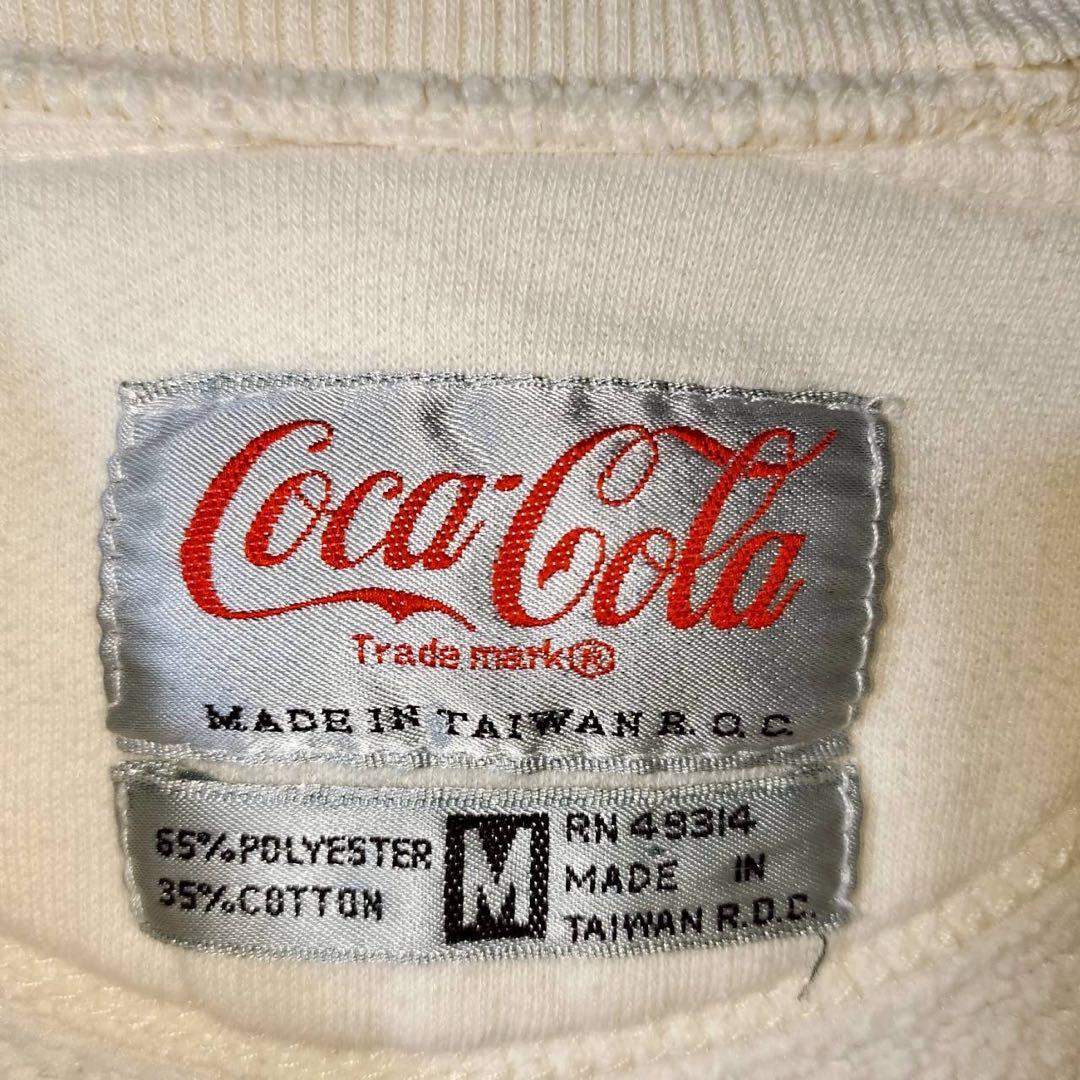 Coca-Cola
Trade mark®
MADE IN TAIWAN R.O.C.
65% POLYESTER
35% COTTON
M
RN 49314
MADE IN
TAIWAN R.O.C.